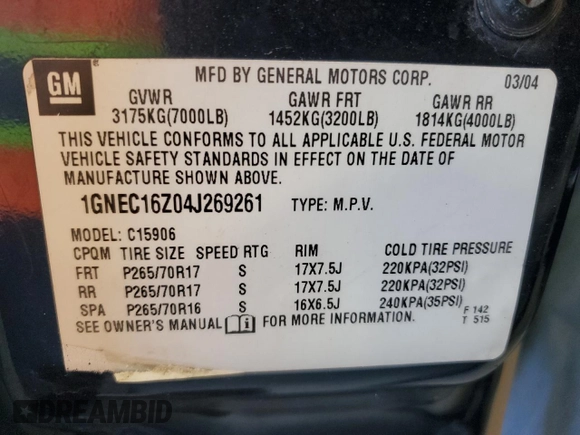 GM
MFD BY GENERAL MOTORS CORP. 03/04
GVWR GAWR FRT GAWR RR
3175KG(7000LB) 1452KG(3200LB) 1814KG(4000LB)
THIS VEHICLE CONFORMS TO ALL APPLICABLE U.S. FEDERAL MOTOR
VEHICLE SAFETY STANDARDS IN EFFECT ON THE DATE OF
MANUFACTURE SHOWN ABOVE.
1GNEC16Z04J269261 TYPE: M.P.V.
MODEL: C15906
CPQM TIRE SIZE SPEED RTG RIM COLD TIRE PRESSURE
FRT P265/70R17 S 17X7.5J 220KPA(32PSI)
RR P265/70R17 S 17X7.5J 220KPA(32PSI)
SPA P265/70R16 S 16X6.5J 240KPA(35PSI) F 142
SEE OWNER'S MANUAL i FOR MORE INFORMATION. T 515
DREAMBID